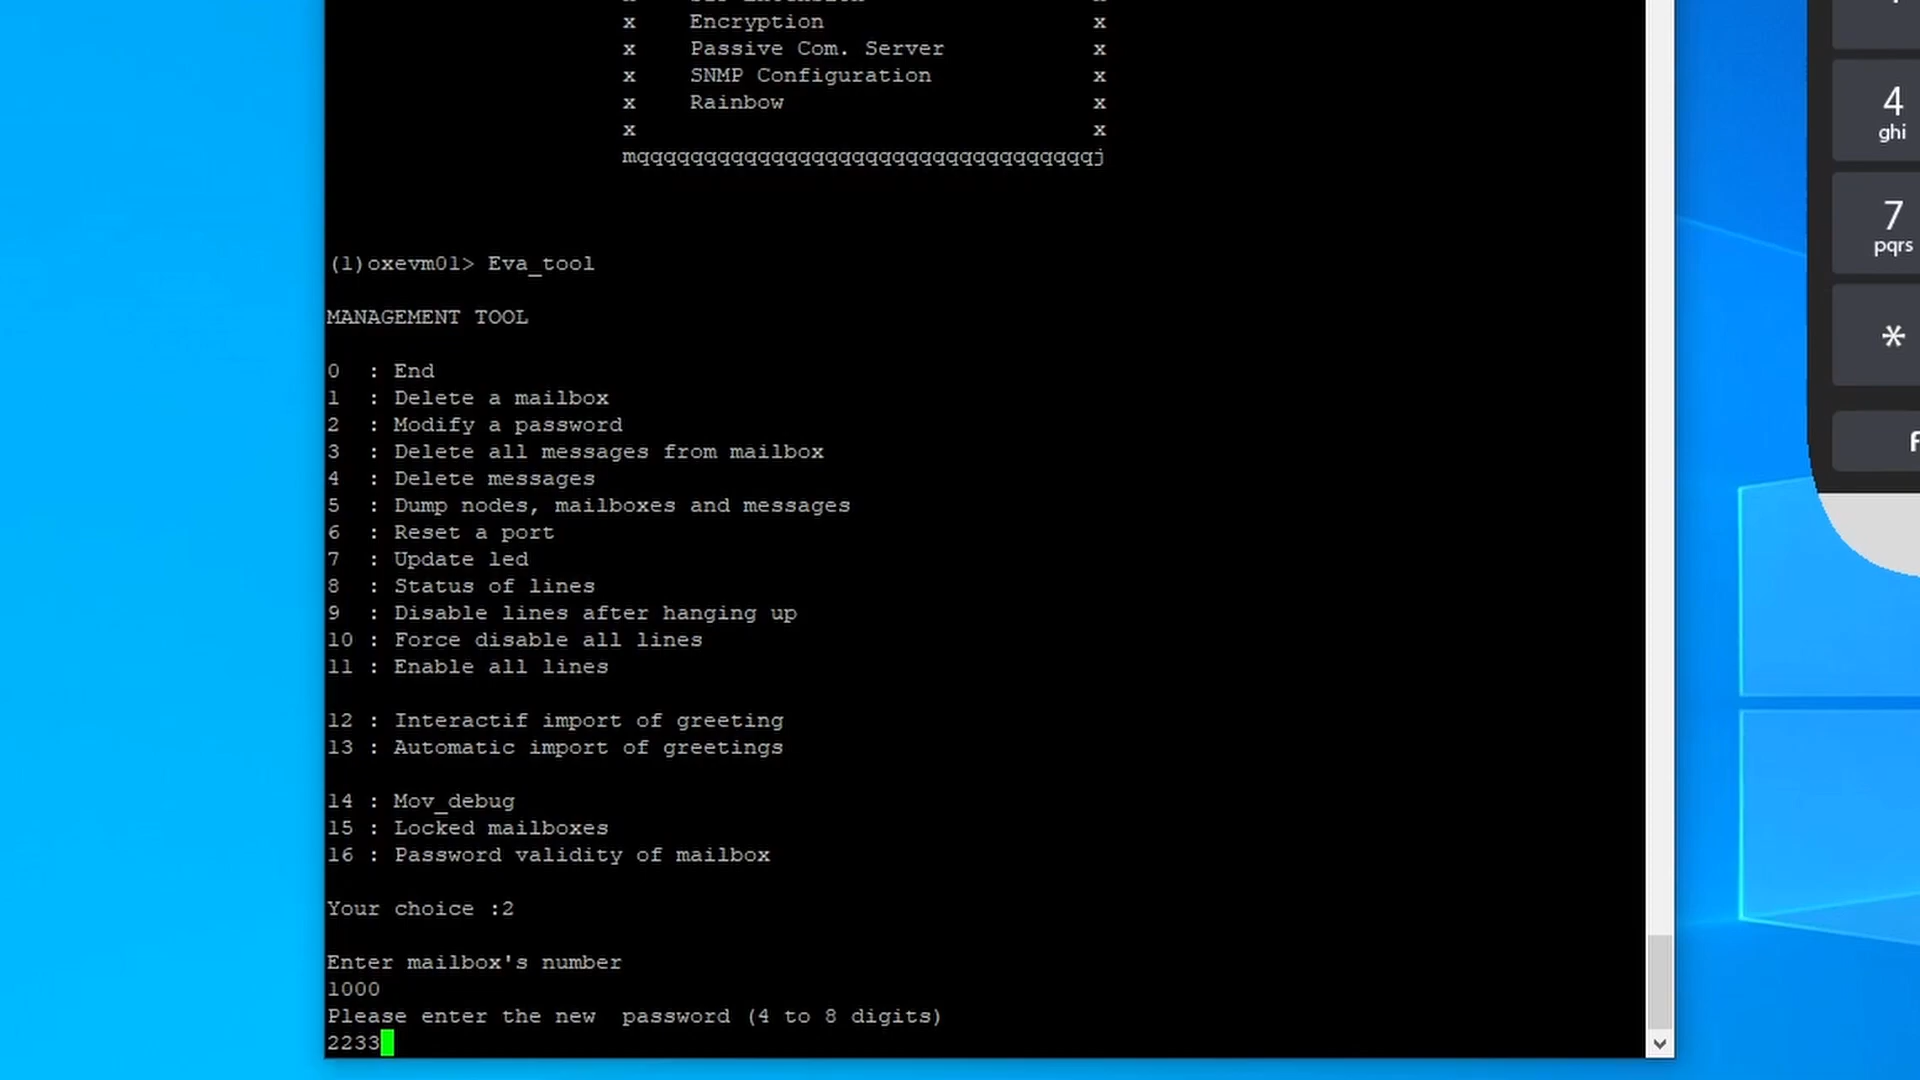 x Encryption x
x Passive Com. Server x
x SNMP Configuration x
x Rainbow x
x x
mqqqqqqqqqqqqqqqqqqqqqqqqqqqqqqqqqqj
(1)oxevm01> Eva_tool
MANAGEMENT TOOL
0 : End
1 : Delete a mailbox
2 : Modify a password
3 : Delete all messages from mailbox
4 : Delete messages
5 : Dump nodes, mailboxes and messages
6 : Reset a port
7 : Update led
8 : Status of lines
9 : Disable lines after hanging up
10 : Force disable all lines
11 : Enable all lines
12 : Interactif import of greeting
13 : Automatic import of greetings
14 : Mov_debug
15 : Locked mailboxes
16 : Password validity of mailbox
Your choice :2
Enter mailbox's number
1000
Please enter the new  password (4 to 8 digits)
2233
4
ghi
7
pqrs
*